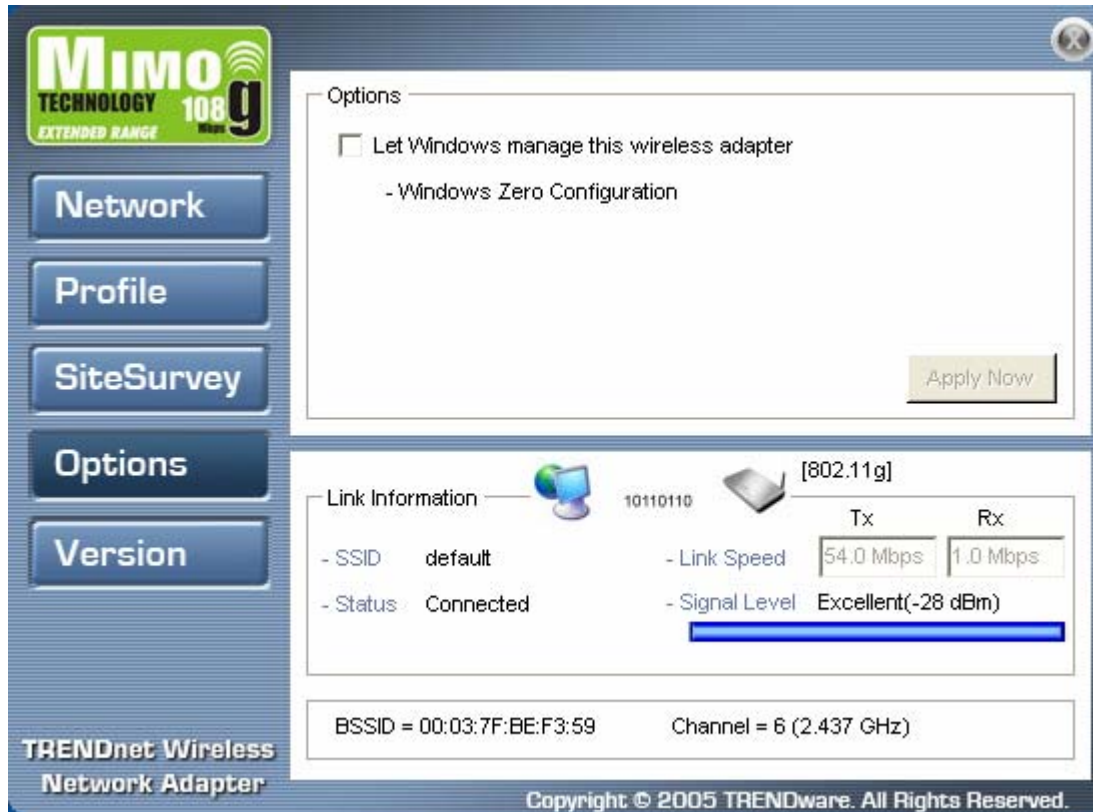 MIMO
TECHNOLOGY 108 Mbps g
EXTENDED RANGE
Network
Profile
SiteSurvey
Options
Version
TRENDnet Wireless
Network Adapter
X
Options
Let Windows manage this wireless adapter
- Windows Zero Configuration
Apply Now
Link Information
10110110
[802.11g]
Tx Rx
- SSID default
- Link Speed 54.0 Mbps 1.0 Mbps
- Status Connected
- Signal Level Excellent(-28 dBm)
BSSID = 00:03:7F:BE:F3:59 Channel = 6 (2.437 GHz)
Copyright © 2005 TRENDware. All Rights Reserved.